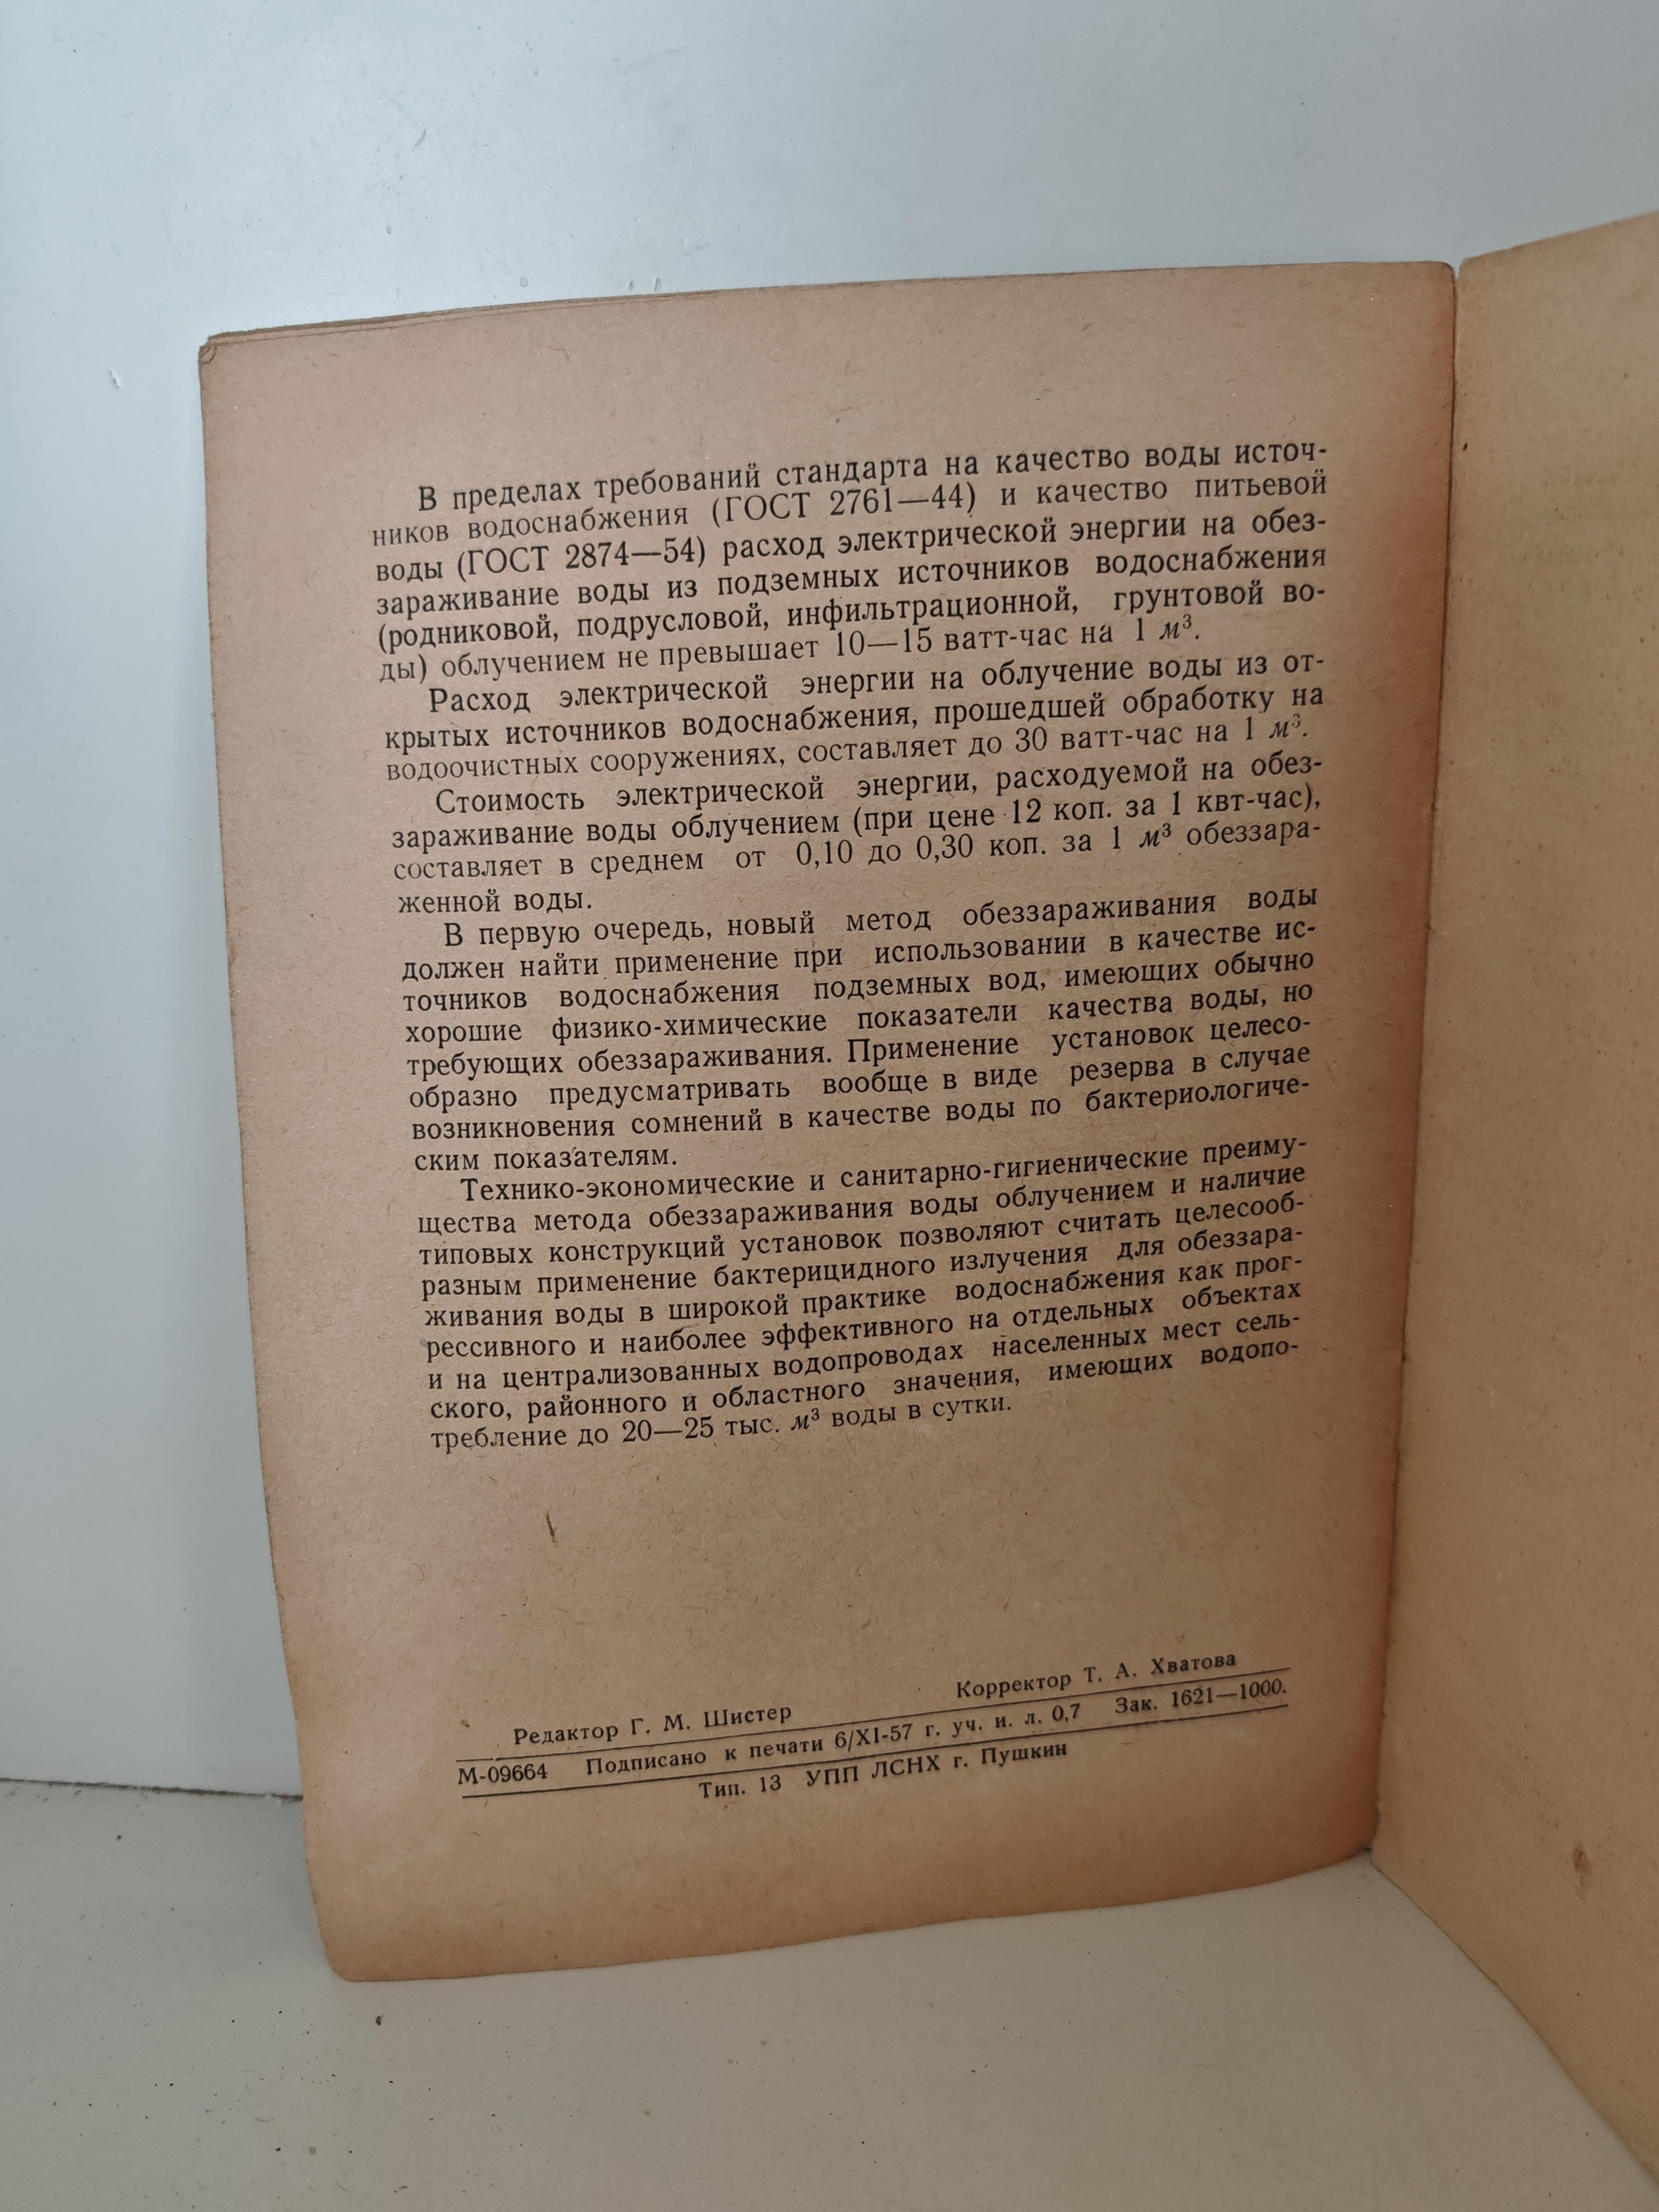 В пределах требований стандарта на качество воды источ-
ников водоснабжения (ГОСТ 2761—44) и качество питьевой
воды (ГОСТ 2874—54) расход электрической энергии на обез-
зараживание воды из подземных источников водоснабжения
(родниковой, подрусловой, инфильтрационной, грунтовой во-
ды) облучением не превышает 10—15 ватт-час на 1 м³.
Расход электрической энергии на облучение воды из от-
крытых источников водоснабжения, прошедшей обработку на
водоочистных сооружениях, составляет до 30 ватт-час на 1 м³.
Стоимость электрической энергии, расходуемой на обез-
зараживание воды облучением (при цене 12 коп. за 1 квт-час),
составляет в среднем от 0,10 до 0,30 коп. за 1 м³ обеззара-
женной воды.
В первую очередь, новый метод обеззараживания воды
должен найти применение при использовании в качестве ис-
точников водоснабжения подземных вод, имеющих обычно
хорошие физико-химические показатели качества воды, но
требующих обеззараживания. Применение установок целесо-
образно предусматривать вообще в виде резерва в случае
возникновения сомнений в качестве воды по бактериологиче-
ским показателям.
Технико-экономические и санитарно-гигиенические преиму-
щества метода обеззараживания воды облучением и наличие
типовых конструкций установок позволяют считать целесооб-
разным применение бактерицидного излучения для обеззара-
живания воды в широкой практике водоснабжения как прог-
рессивного и наиболее эффективного на отдельных объектах
и на централизованных водопроводах населенных мест сель-
ского, районного и областного значения, имеющих водопо-
требление до 20—25 тыс. м³ воды в сутки.
Редактор Г. М. Шистер Корректор Т. А. Хватова
М-09664 Подписано к печати 6/XI-57 г. уч. и. л. 0,7 Зак. 1621—1000.
Тип. 13 УПП ЛСНХ г. Пушкин